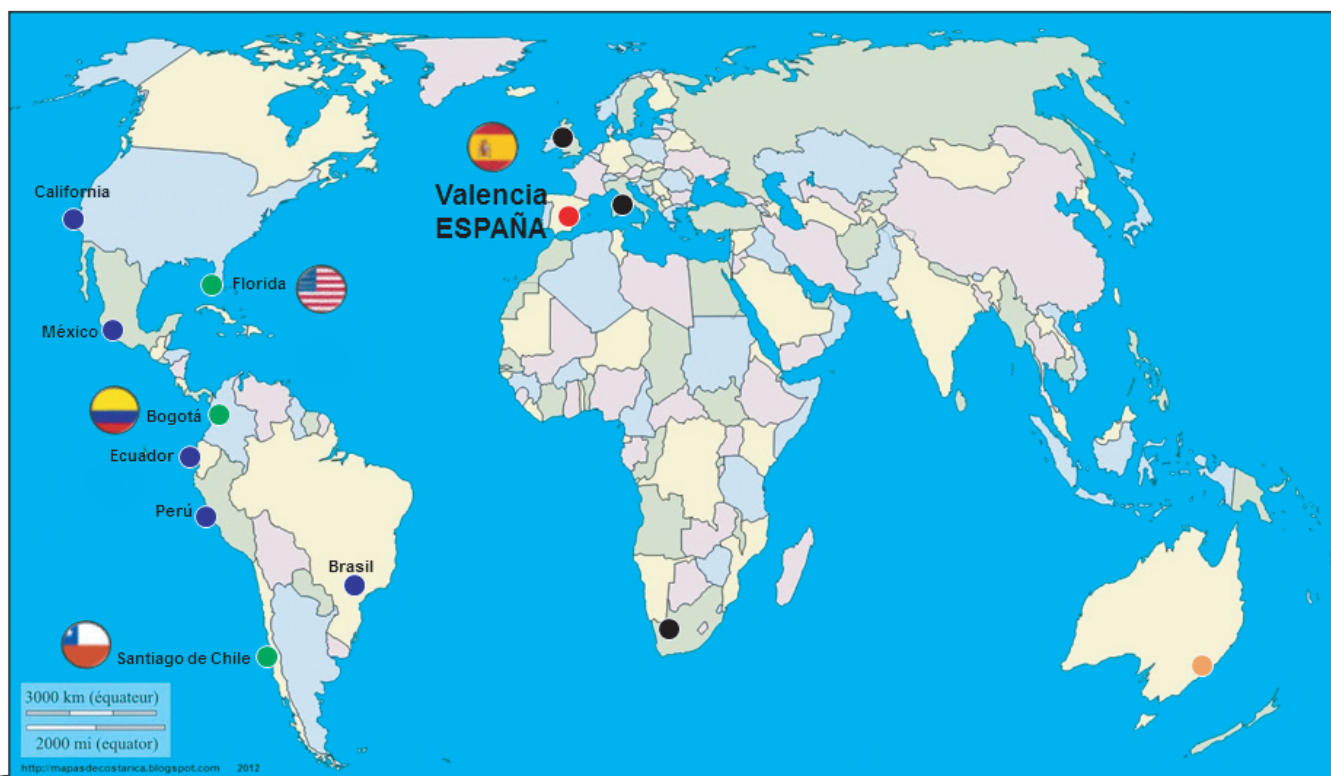 California
Valencia
ESPAÑA
Florida
México
Bogotá
Ecuador
Perú
Brasil
Santiago de Chile
3000 km (équateur)
2000 mi (equator)
http://mapasdecostarica.blogspot.com 2012